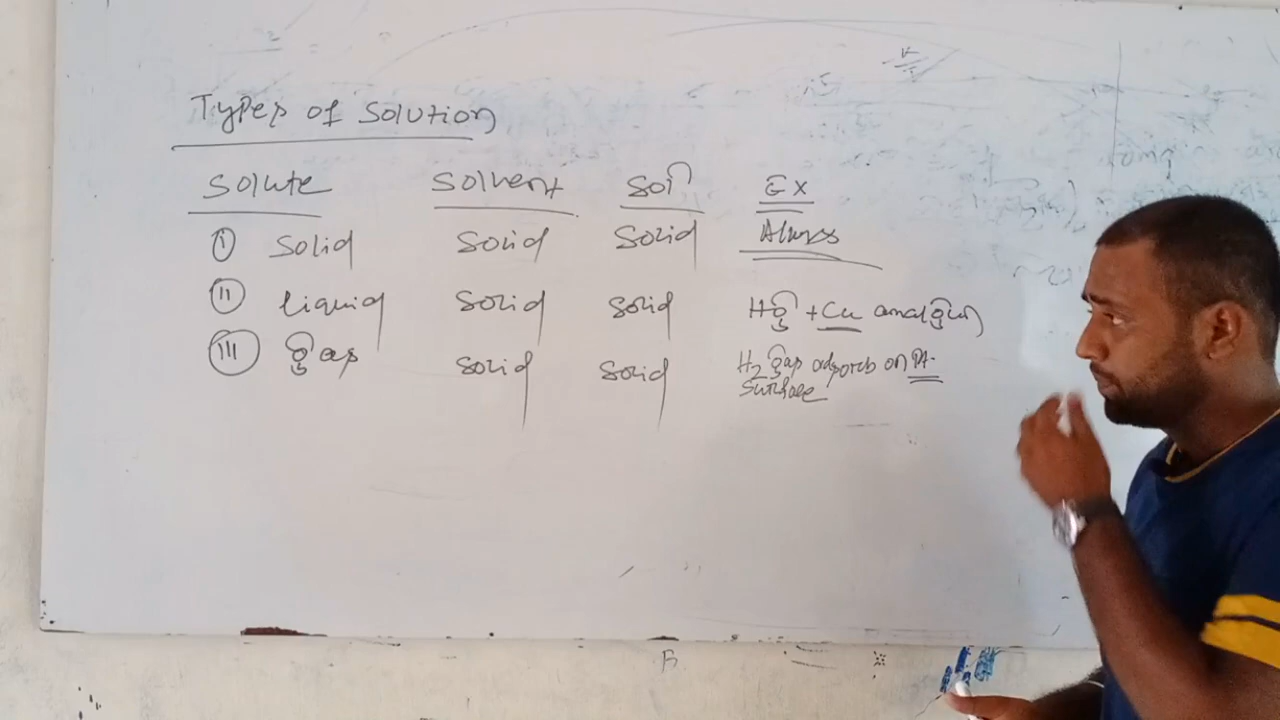 Types of Solution
Solute Solvent Sol^n Ex
(I) Solid Solid Solid Alloys
(II) liquid Solid Solid Hg + Cu amalgam
(III) gas Solid Solid H2 gas adsorb on Pt
Surface